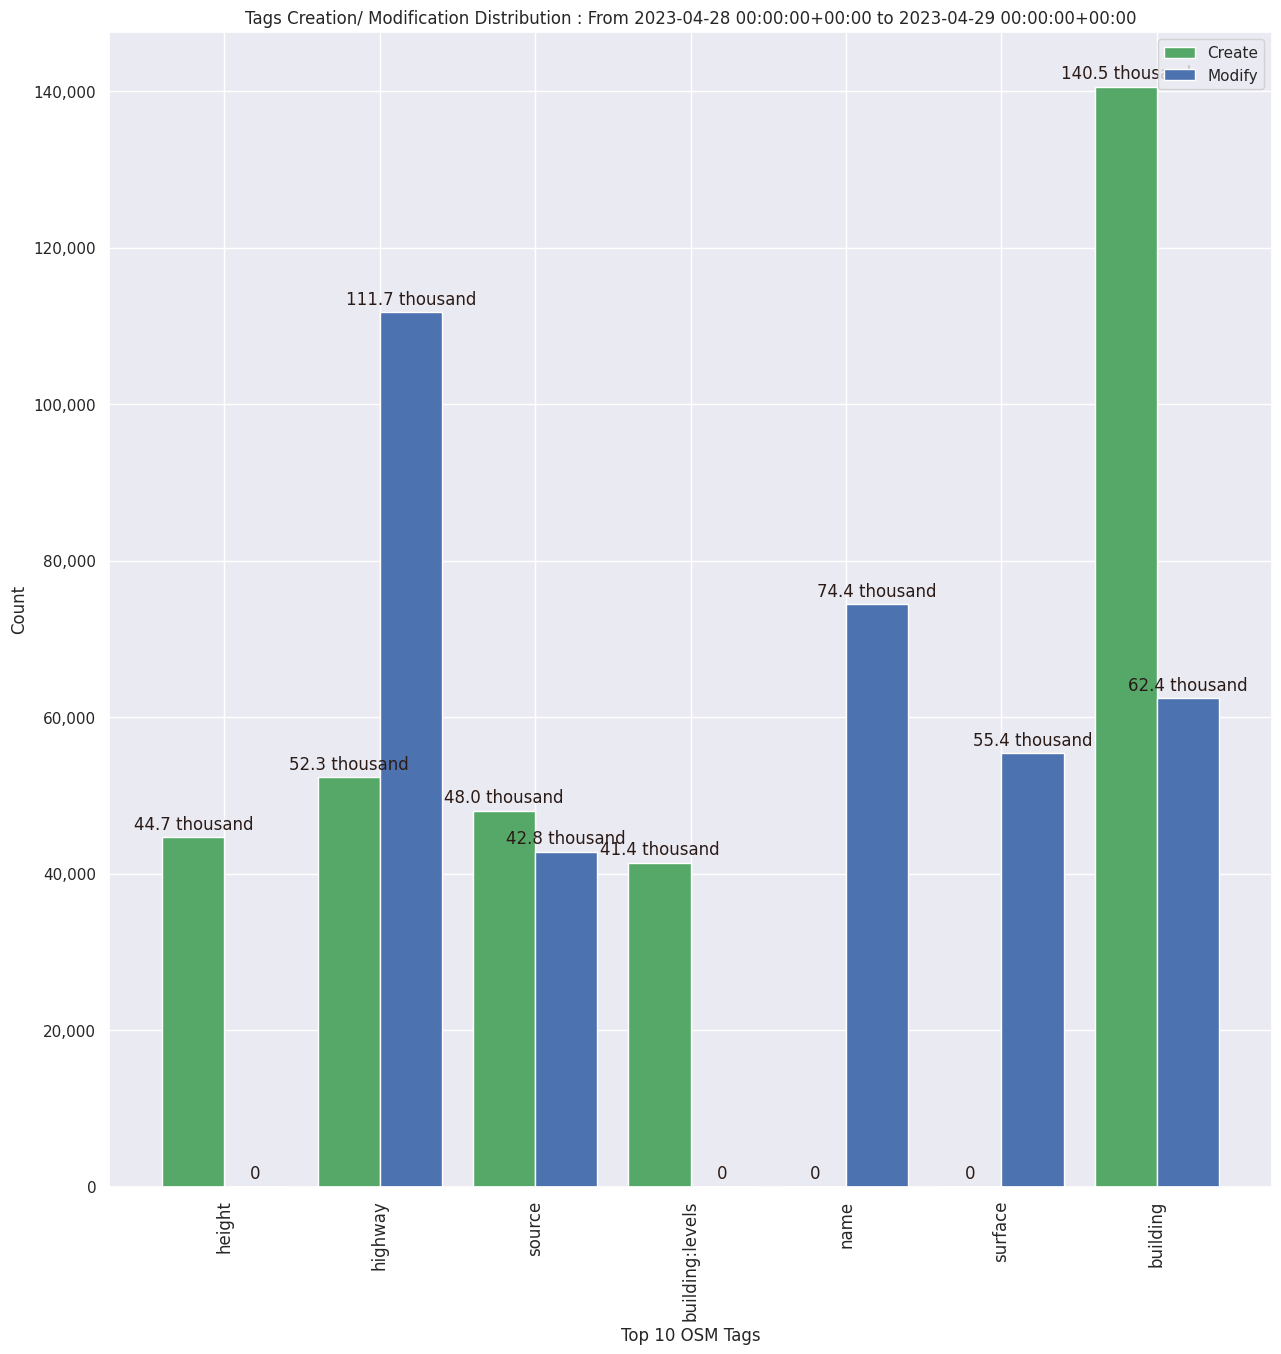 Tags Creation/ Modification Distribution : From 2023-04-28 00:00:00+00:00 to 2023-04-29 00:00:00+00:00
Create
Modify
Count
140,000
120,000
100,000
80,000
60,000
40,000
20,000
0
44.7 thousand
0
52.3 thousand
111.7 thousand
48.0 thousand
42.8 thousand
41.4 thousand
0
0
74.4 thousand
0
55.4 thousand
140.5 thousand
62.4 thousand
height
highway
source
building:levels
name
surface
building
Top 10 OSM Tags